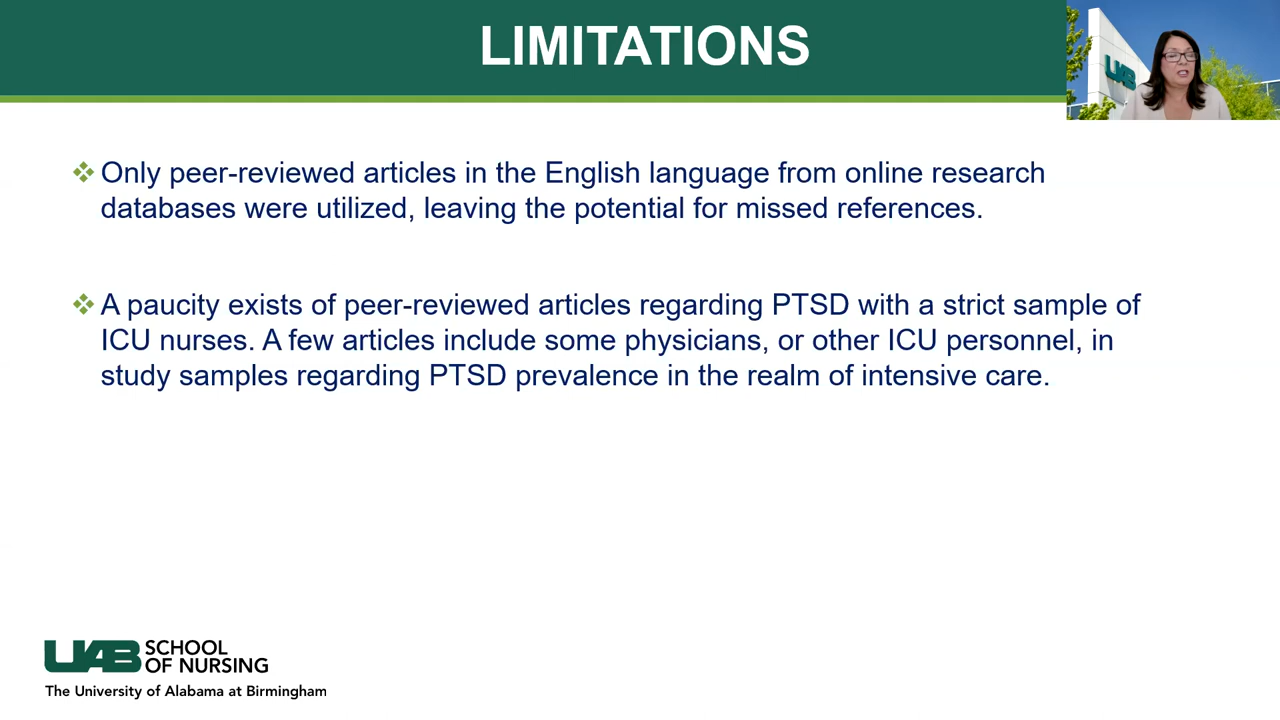 LIMITATIONS
UAB
❖ Only peer-reviewed articles in the English language from online research
databases were utilized, leaving the potential for missed references.
❖ A paucity exists of peer-reviewed articles regarding PTSD with a strict sample of
ICU nurses. A few articles include some physicians, or other ICU personnel, in
study samples regarding PTSD prevalence in the realm of intensive care.
UAB SCHOOL
OF NURSING
The University of Alabama at Birmingham